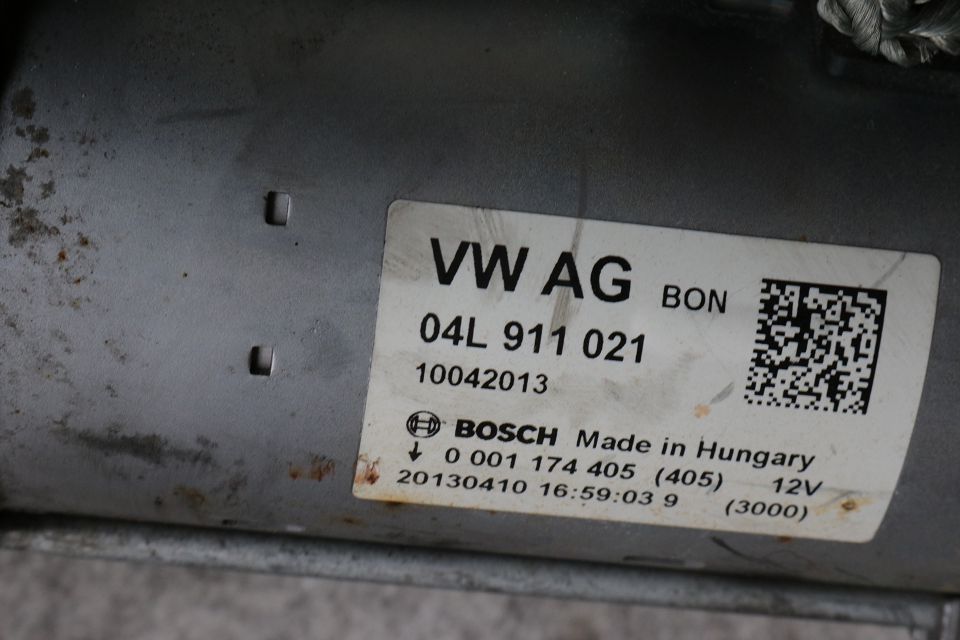 VW AG BON
04L 911 021
10042013
BOSCH Made in Hungary
0 001 174 405 (405) 12V
20130410 16:59:03 9 (3000)